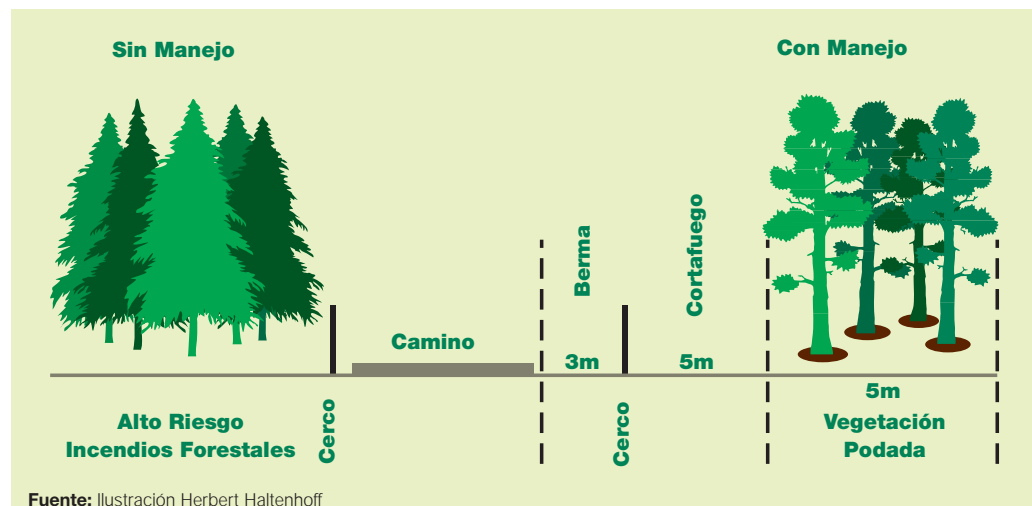 Sin Manejo
Con Manejo
Camino
Berma
Cortafuego
3m
5m
Cerco
Cerco
5m
Alto Riesgo
Incendios Forestales
Vegetación
Podada
Fuente: Ilustración Herbert Haltenhoff